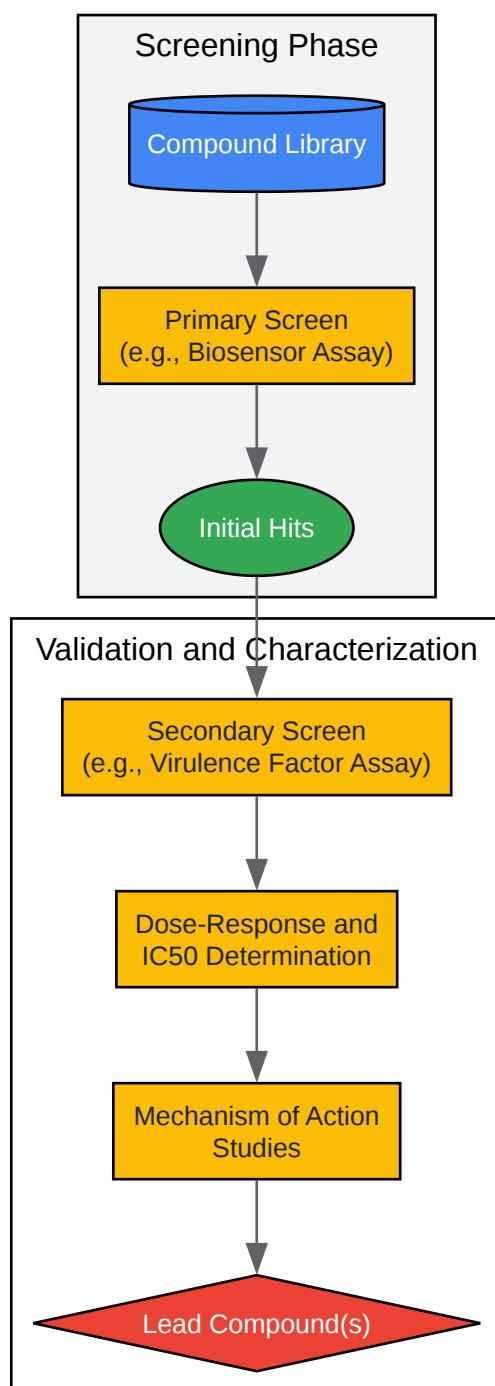 Screening Phase
Compound Library
Primary Screen
(e.g., Biosensor Assay)
Initial Hits
Validation and Characterization
Secondary Screen
(e.g., Virulence Factor Assay)
Dose-Response and
IC50 Determination
Mechanism of Action
Studies
Lead Compound(s)